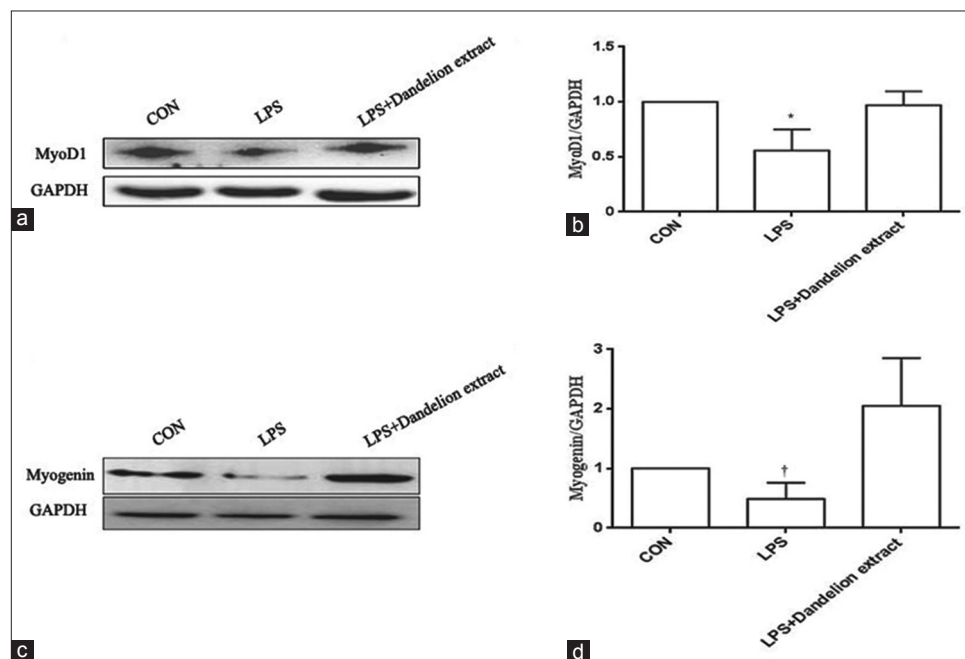 CON
LPS
LPS+Dandelion extract
MyoD1
GAPDH
a
MyoD1/GAPDH
1.5
1.0
0.5
0
*
CON
LPS
LPS+Dandelion extract
b
CON
LPS
LPS+Dandelion extract
Myogenin
GAPDH
c
Myogenin/GAPDH
3
2
1
0
†
CON
LPS
LPS+Dandelion extract
d